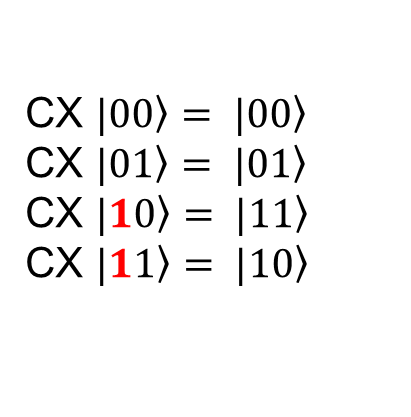 CX |00⟩ = |00⟩
CX |01⟩ = |01⟩
CX |10⟩ = |11⟩
CX |11⟩ = |10⟩